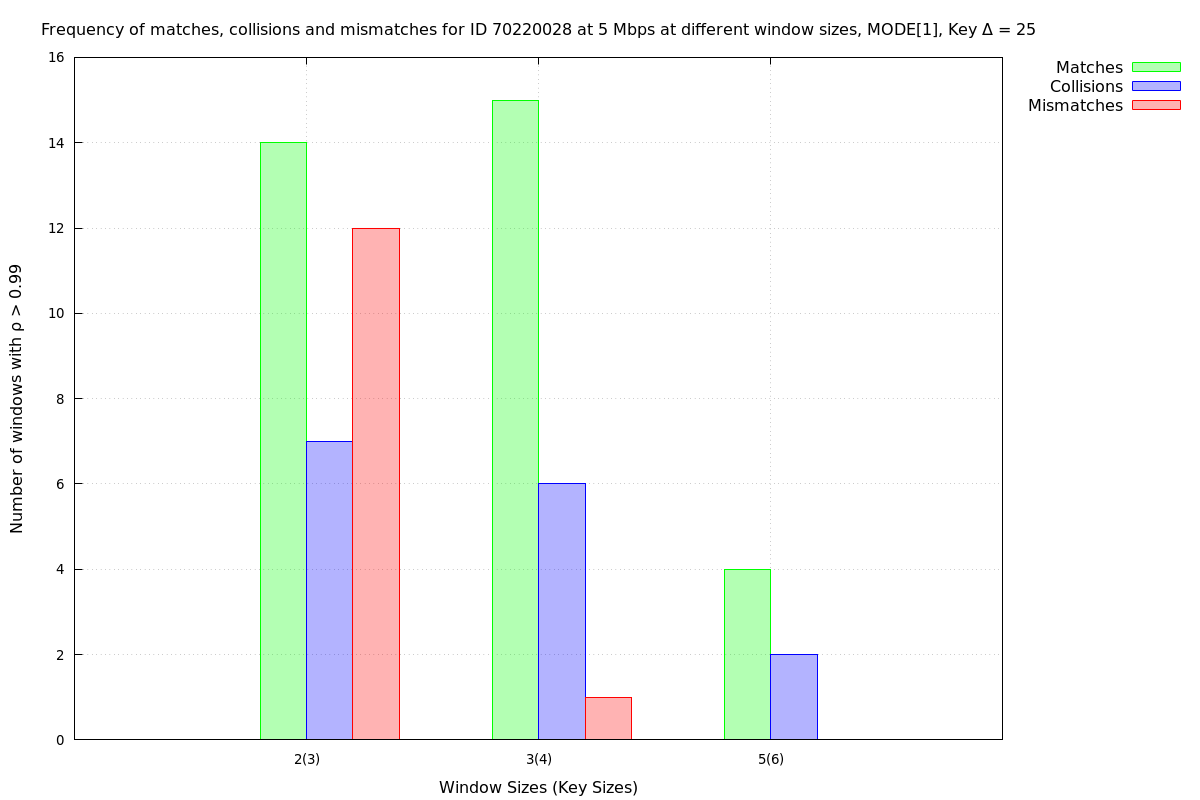 Frequency of matches, collisions and mismatches for ID 70220028 at 5 Mbps at different window sizes, MODE[1], Key Δ = 25
Matches
Collisions
Mismatches
Number of windows with ρ > 0.99
16
14
12
10
8
6
4
2
0
2(3) 3(4) 5(6)
Window Sizes (Key Sizes)